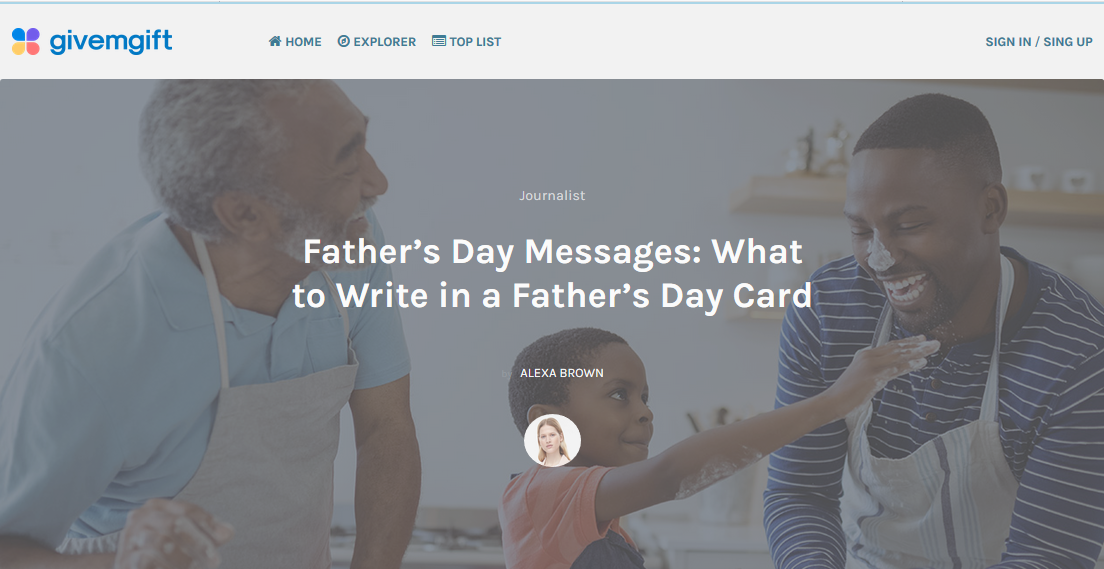 givemgift
HOME
EXPLORER
TOP LIST
SIGN IN / SING UP
Journalist
Father’s Day Messages: What
to Write in a Father’s Day Card
ALEXA BROWN